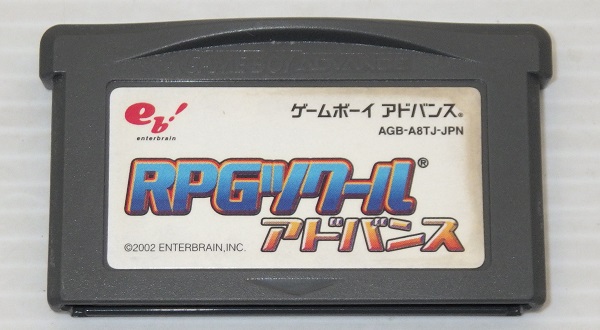 eb!
enterbrain
ゲームボーイ アドバンス®
AGB-A8TJ-JPN
RPGツクール®
アドバンス
©2002 ENTERBRAIN,INC.